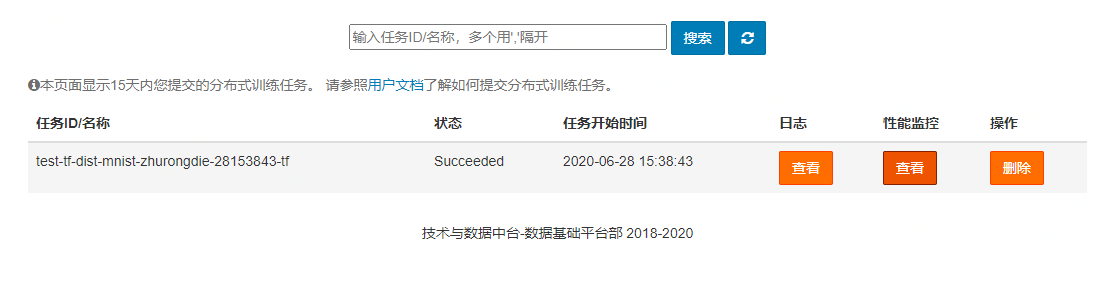 输入任务ID/名称，多个用','隔开 搜索
本页面显示15天内您提交的分布式训练任务。 请参照用户文档了解如何提交分布式训练任务。
任务ID/名称 状态 任务开始时间 日志 性能监控 操作
test-tf-dist-mnist-zhurongdie-28153843-tf Succeeded 2020-06-28 15:38:43 查看 查看 删除
技术与数据中台-数据基础平台部 2018-2020